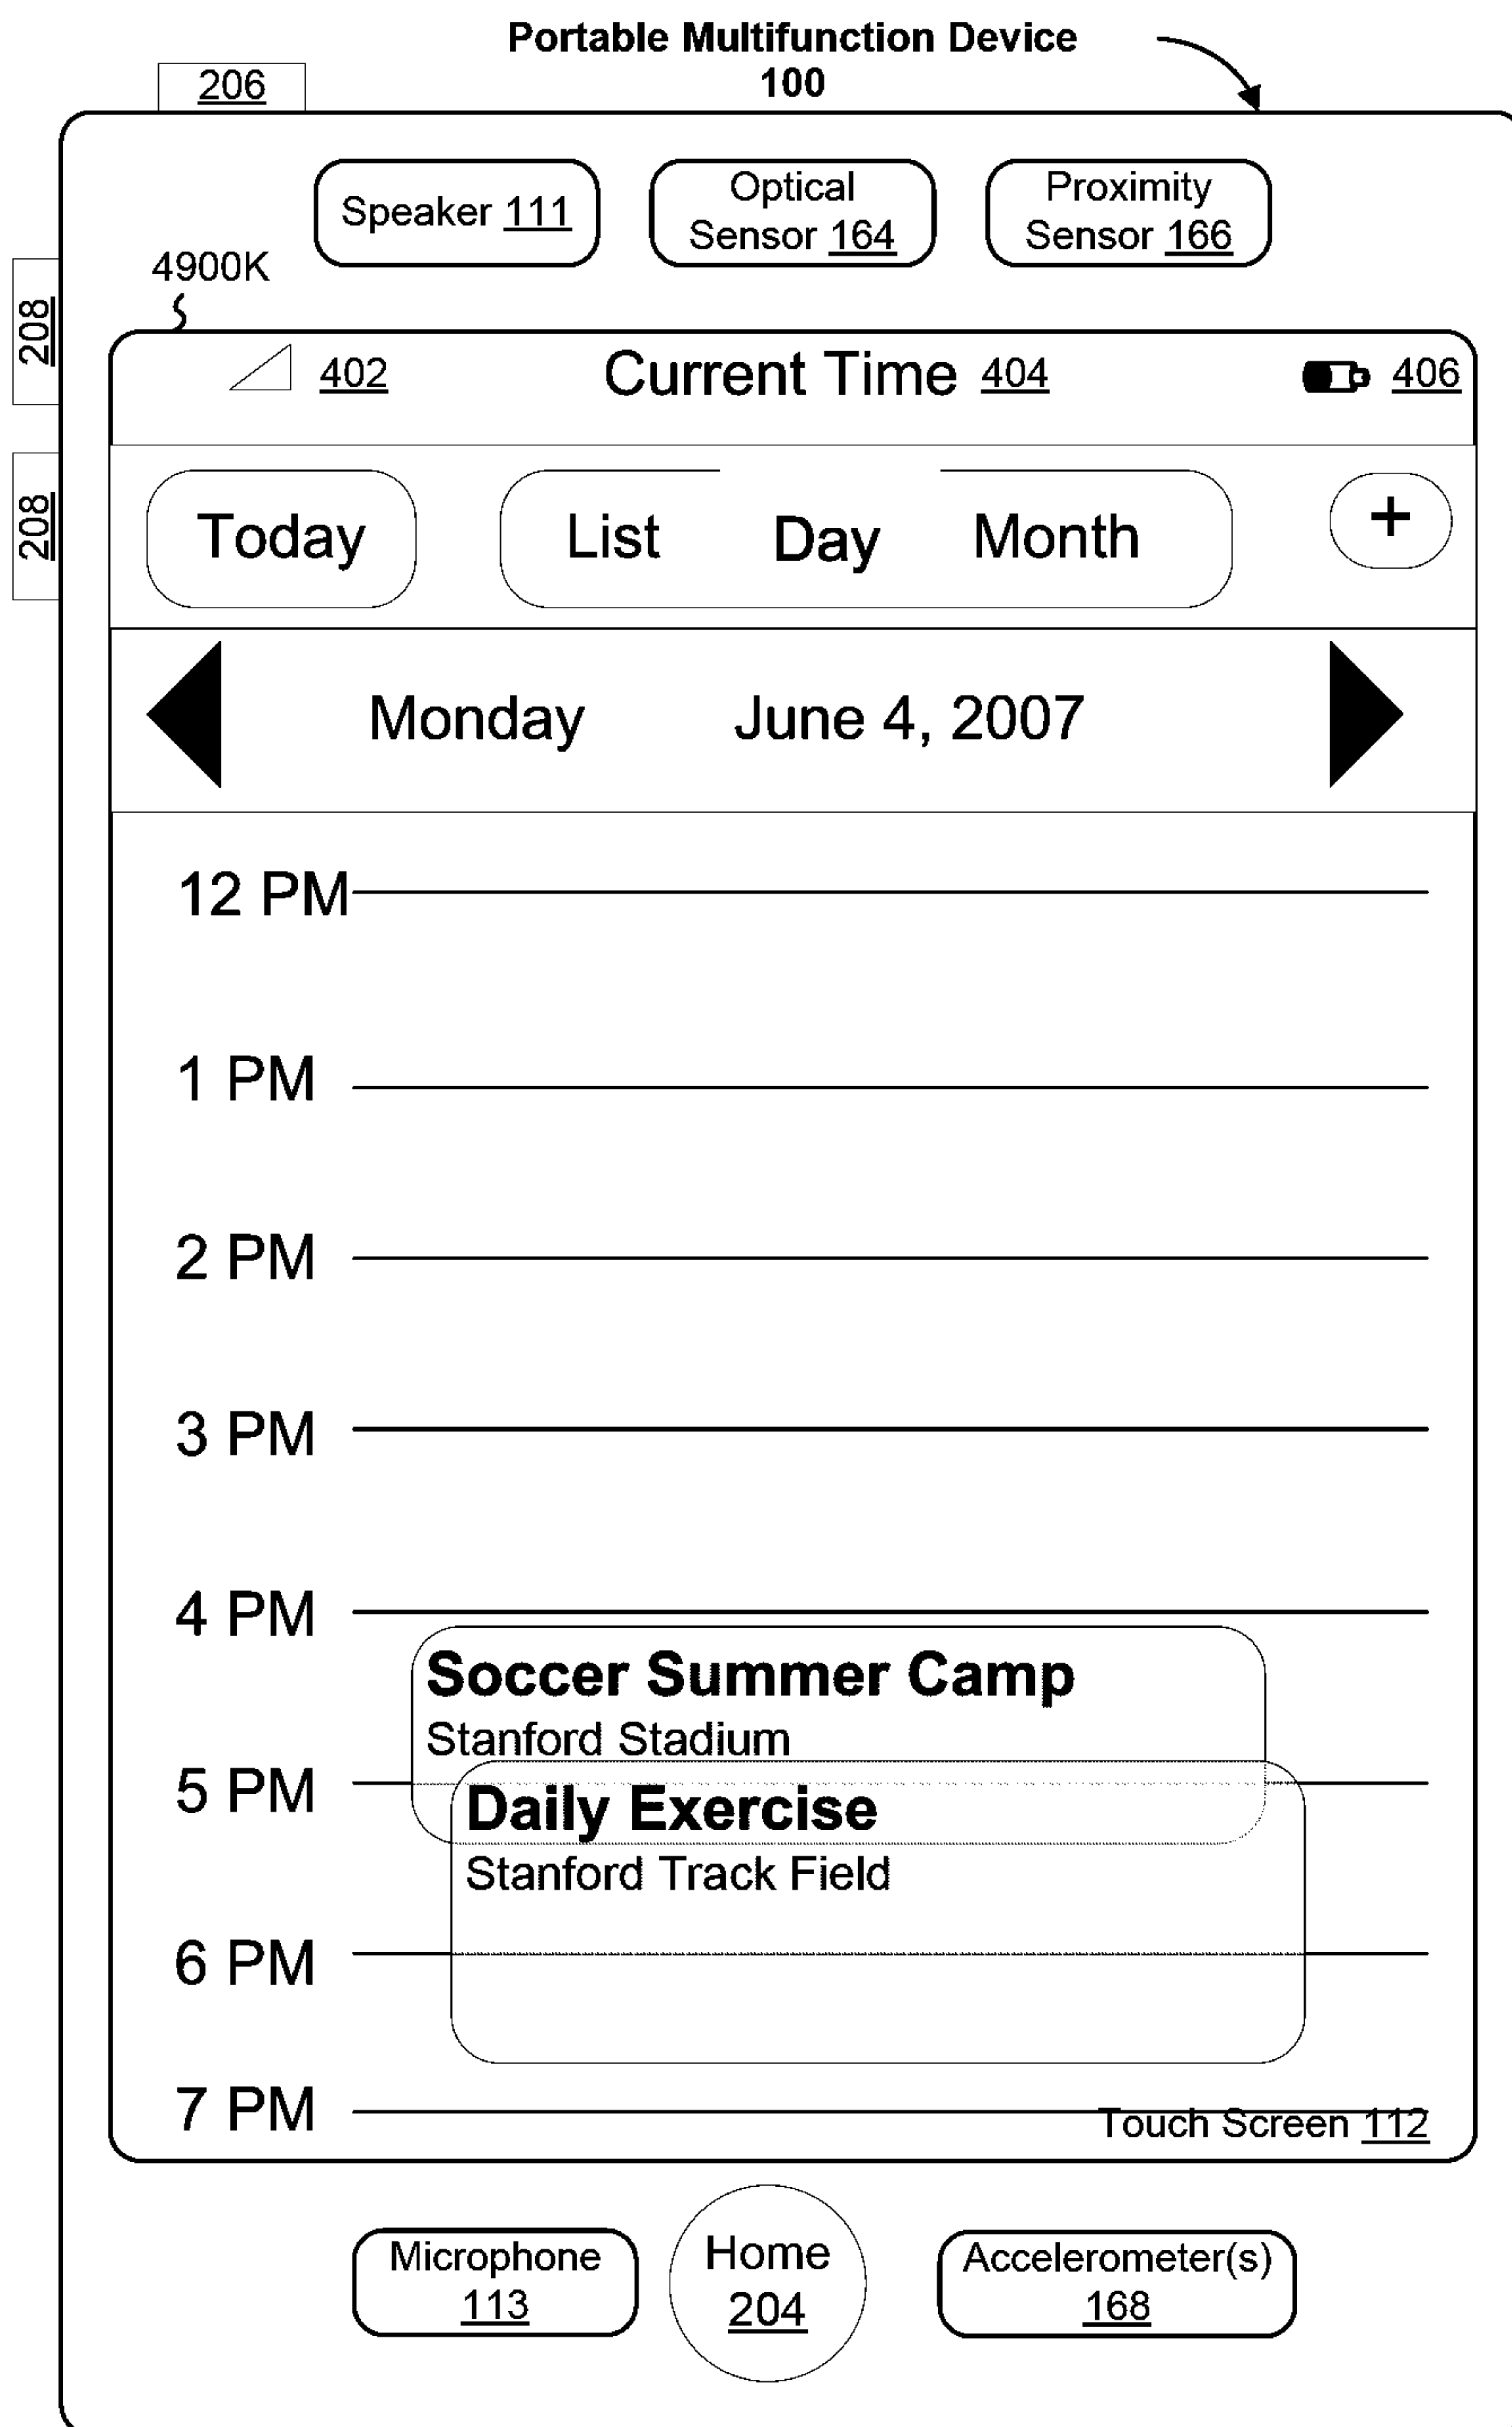 Portable Multifunction Device
100
206
Speaker 111
Optical
Sensor 164
Proximity
Sensor 166
4900K
208
208
402
Current Time 404
406
Today
List
Day
Month
+
Monday
June 4, 2007
12 PM
1 PM
2 PM
3 PM
4 PM
Soccer Summer Camp
Stanford Stadium
5 PM
Daily Exercise
Stanford Track Field
6 PM
7 PM
Touch Screen 112
Microphone
113
Home
204
Accelerometer(s)
168